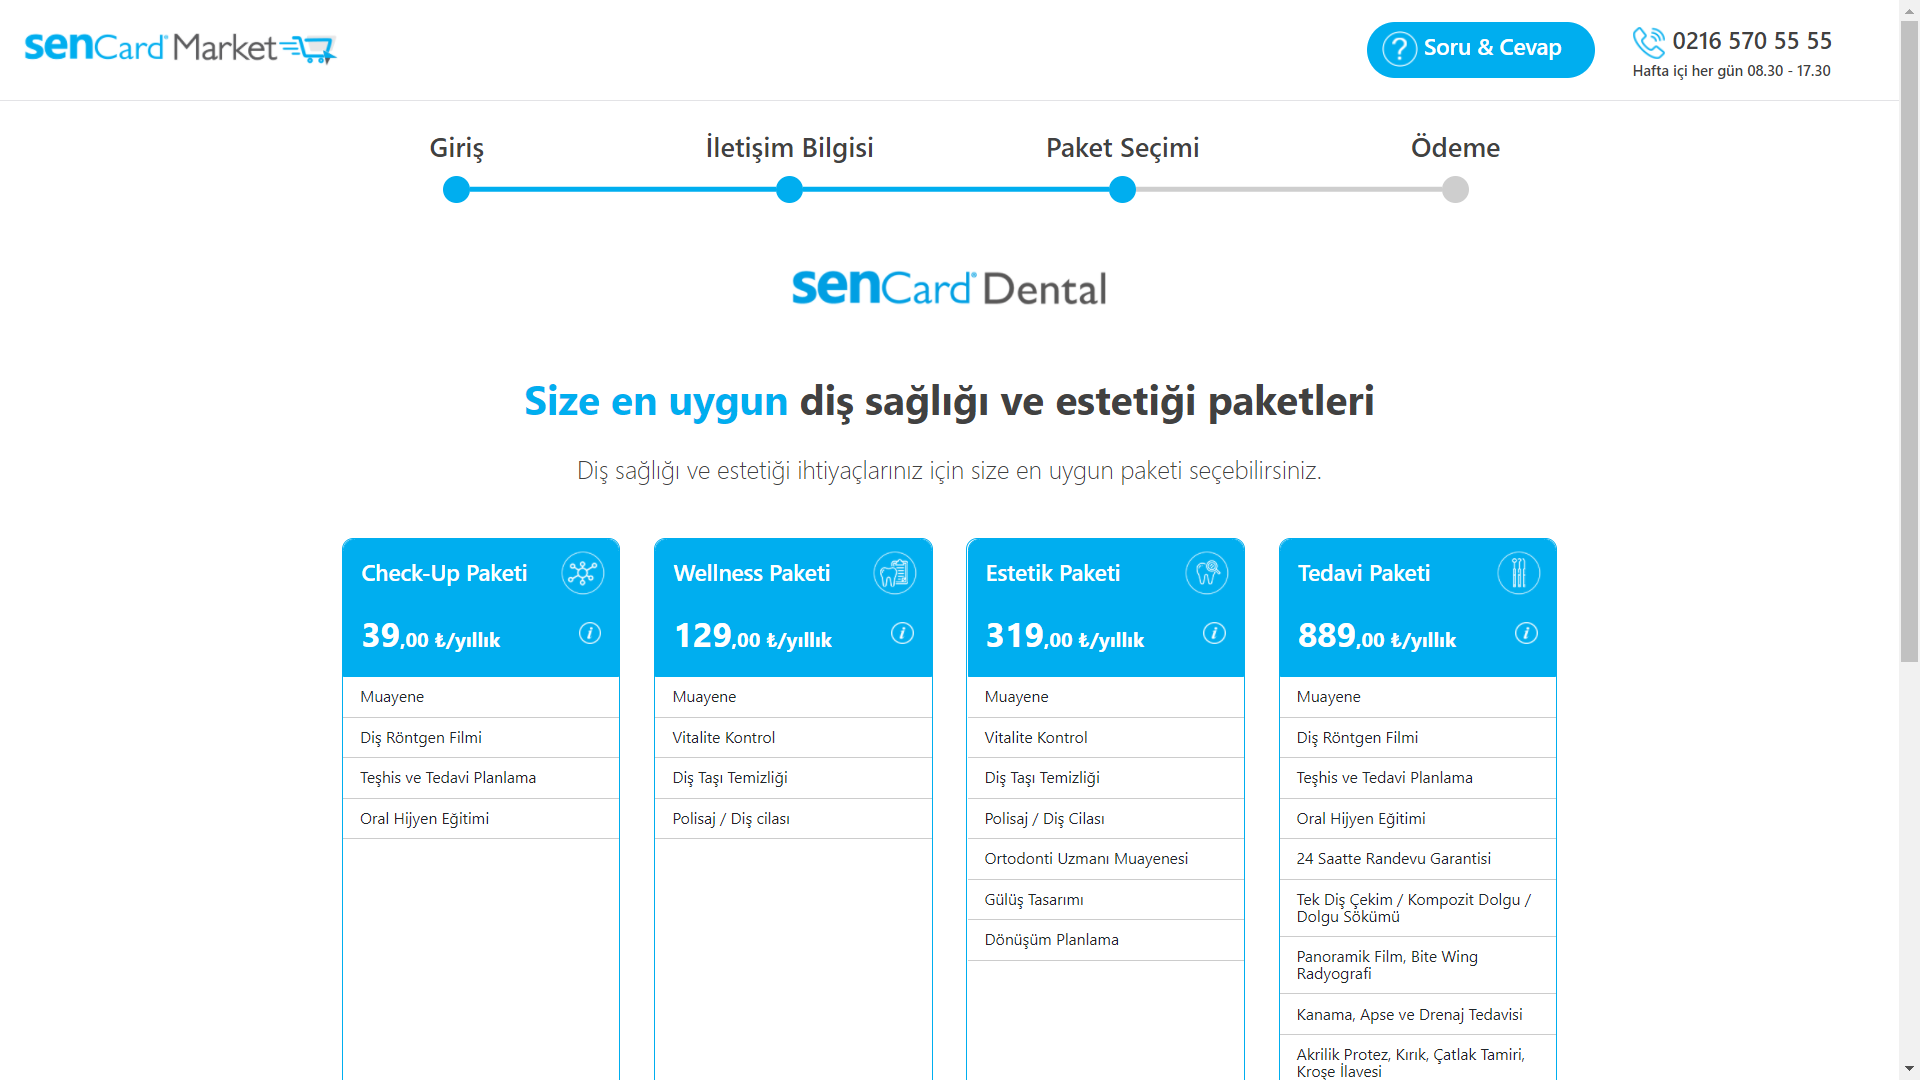 senCard Market
? Soru & Cevap
0216 570 55 55
Hafta içi her gün 08.30 - 17.30
Giriş
İletişim Bilgisi
Paket Seçimi
Ödeme
senCard Dental
Size en uygun diş sağlığı ve estetiği paketleri
Diş sağlığı ve estetiği ihtiyaçlarınız için size en uygun paketi seçebilirsiniz.
Check-Up Paketi
39,00 ₺/yıllık
Muayene
Diş Röntgen Filmi
Teşhis ve Tedavi Planlama
Oral Hijyen Eğitimi
Wellness Paketi
129,00 ₺/yıllık
Muayene
Vitalite Kontrol
Diş Taşı Temizliği
Polisaj / Diş cilası
Estetik Paketi
319,00 ₺/yıllık
Muayene
Vitalite Kontrol
Diş Taşı Temizliği
Polisaj / Diş Cilası
Ortodonti Uzmanı Muayenesi
Gülüş Tasarımı
Dönüşüm Planlama
Tedavi Paketi
889,00 ₺/yıllık
Muayene
Diş Röntgen Filmi
Teşhis ve Tedavi Planlama
Oral Hijyen Eğitimi
24 Saatte Randevu Garantisi
Tek Diş Çekim / Kompozit Dolgu /
Dolgu Sökümü
Panoramik Film, Bite Wing
Radyografi
Kanama, Apse ve Drenaj Tedavisi
Akrilik Protez, Kırık, Çatlak Tamiri,
Kroşe İlavesi